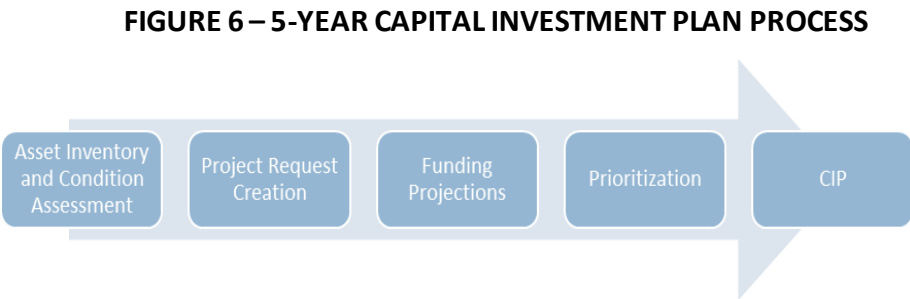 FIGURE 6 – 5-YEAR CAPITAL INVESTMENT PLAN PROCESS
Asset Inventory
and Condition
Assessment
Project Request
Creation
Funding
Projections
Prioritization
CIP